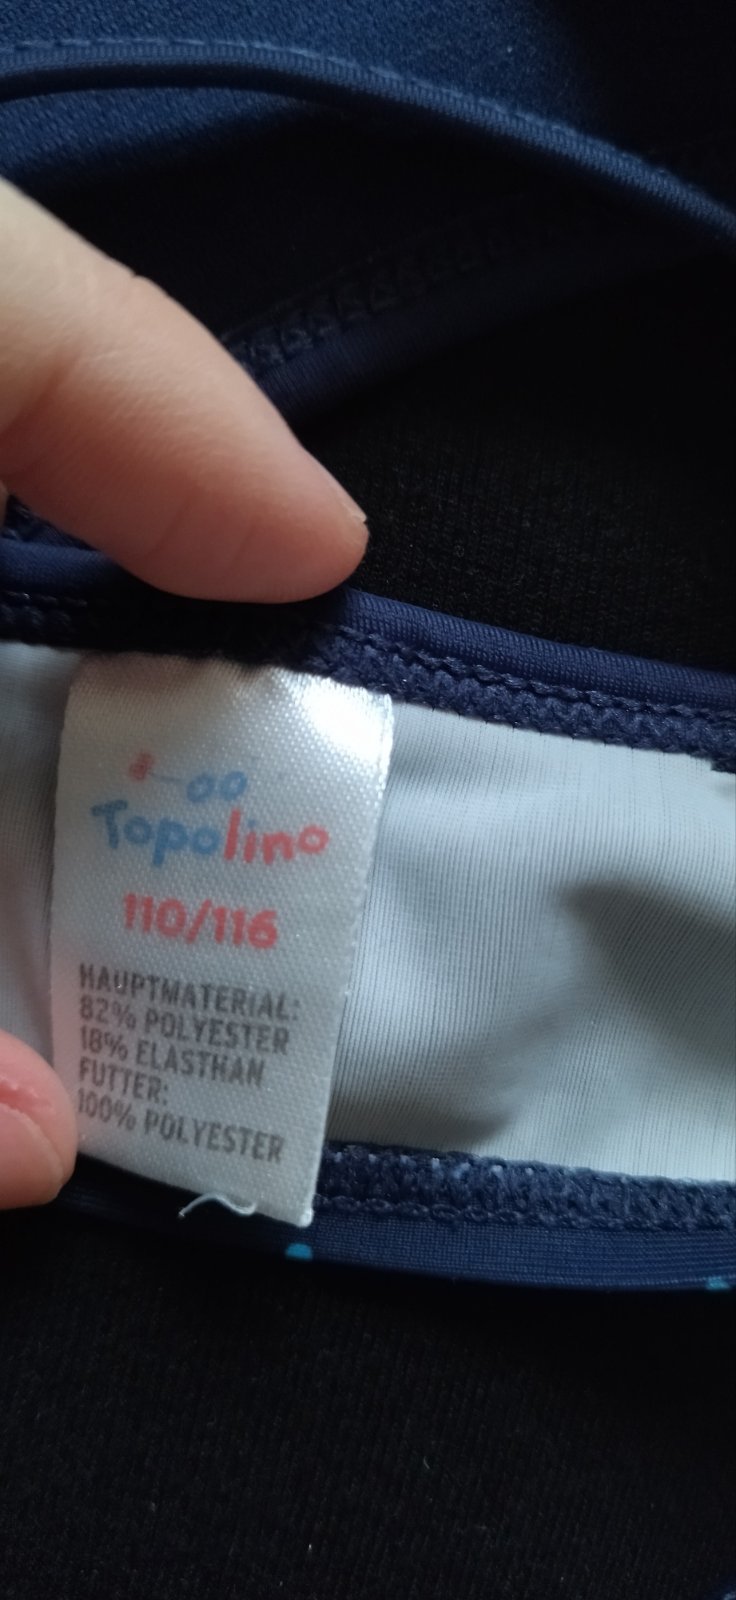 Topolino
110/116
HAUPTMATERIAL:
82% POLYESTER
18% ELASTHAN
FUTTER:
100% POLYESTER